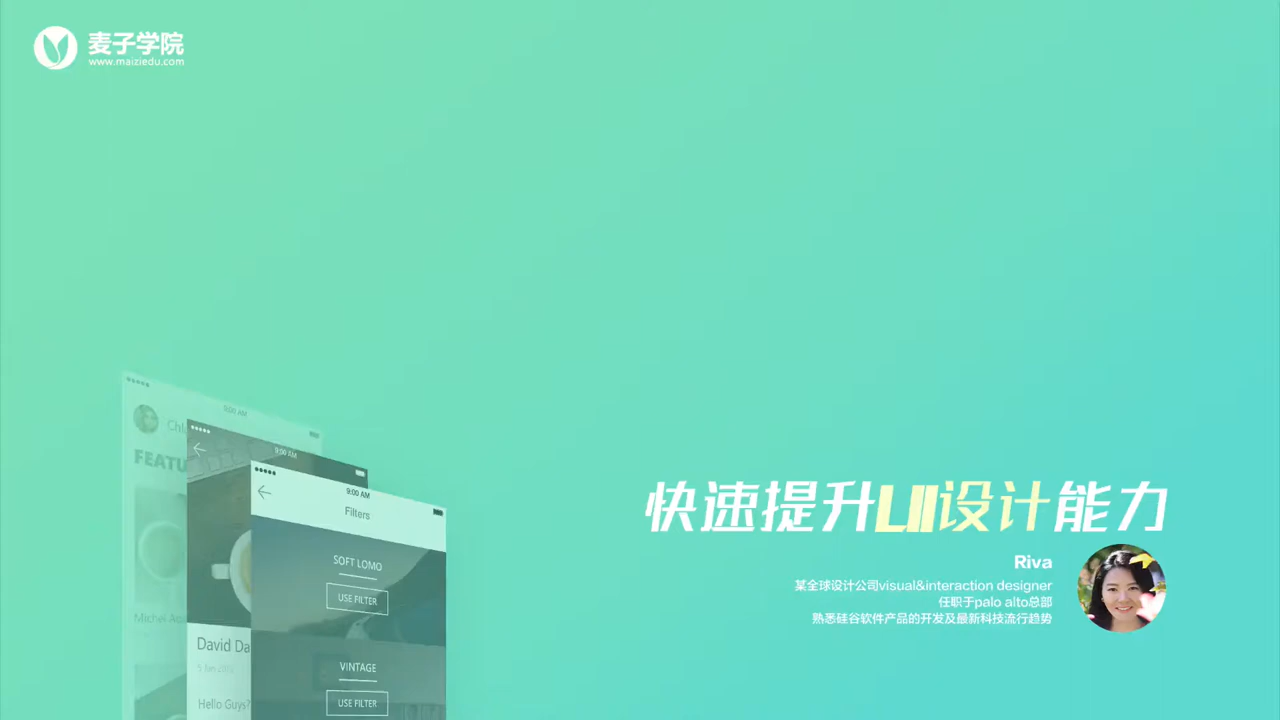 麦子学院
www.maiziedu.com
9:00 AM
FEATU
9:00 AM
9:00 AM
Filters
SOFT LOMO
USE FILTER
Michel
David Da
VINTAGE
Hello Guys?
USE FILTER
快速提升UI设计能力
Riva
某全球设计公司visual&interaction designer
任职于palo alto总部
熟悉硅谷软件产品的开发及最新科技流行趋势